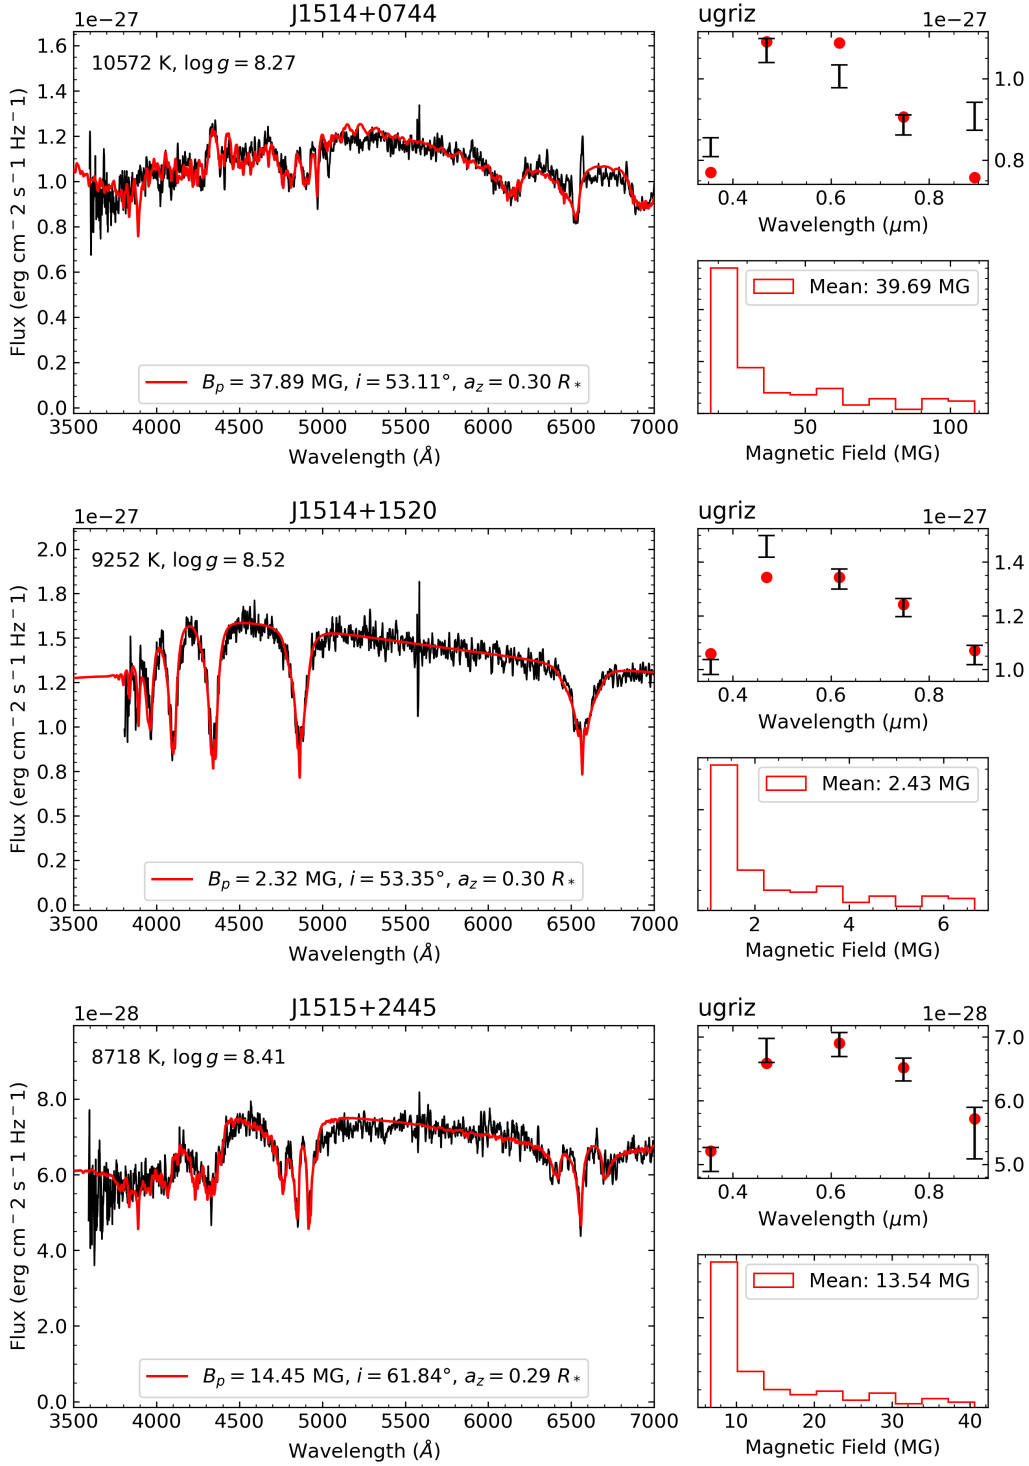 1e−27
J1514+0744
10572 K, log g = 8.27
Flux (erg cm−2 s−1 Hz−1)
1.6
1.4
1.2
1.0
0.8
0.6
0.4
0.2
0.0
B_p = 37.89 MG, i = 53.11°, a_z = 0.30 R_*
3500 4000 4500 5000 5500 6000 6500 7000
Wavelength (Å)
ugriz
1e−27
1.0
0.8
0.4 0.6 0.8
Wavelength (μm)
Mean: 39.69 MG
50 100
Magnetic Field (MG)
1e−27
J1514+1520
9252 K, log g = 8.52
Flux (erg cm−2 s−1 Hz−1)
2.0
1.8
1.5
1.2
1.0
0.8
0.5
0.2
0.0
B_p = 2.32 MG, i = 53.35°, a_z = 0.30 R_*
3500 4000 4500 5000 5500 6000 6500 7000
Wavelength (Å)
ugriz
1e−27
1.4
1.2
1.0
0.4 0.6 0.8
Wavelength (μm)
Mean: 2.43 MG
2 4 6
Magnetic Field (MG)
1e−28
J1515+2445
8718 K, log g = 8.41
Flux (erg cm−2 s−1 Hz−1)
8.0
6.0
4.0
2.0
0.0
B_p = 14.45 MG, i = 61.84°, a_z = 0.29 R_*
3500 4000 4500 5000 5500 6000 6500 7000
Wavelength (Å)
ugriz
1e−28
7.0
6.0
5.0
0.4 0.6 0.8
Wavelength (μm)
Mean: 13.54 MG
10 20 30 40
Magnetic Field (MG)